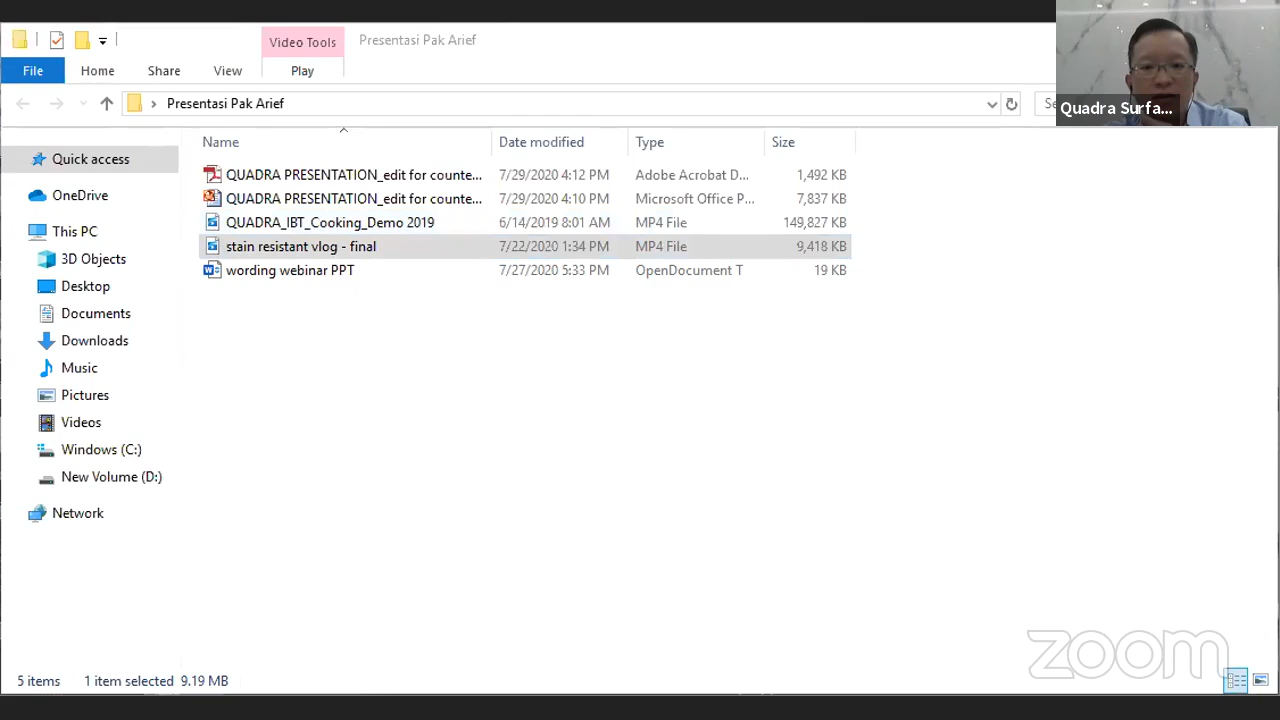 Video Tools Presentasi Pak Arief
File Home Share View Play
Presentasi Pak Arief
Quadra Surfa...
Name Date modified Type Size
Quick access
OneDrive
This PC
3D Objects
Desktop
Documents
Downloads
Music
Pictures
Videos
Windows (C:)
New Volume (D:)
Network
QUADRA PRESENTATION_edit for counte... 7/29/2020 4:12 PM Adobe Acrobat D... 1,492 KB
QUADRA PRESENTATION_edit for counte... 7/29/2020 4:10 PM Microsoft Office P... 7,837 KB
QUADRA_IBT_Cooking_Demo 2019 6/14/2019 8:01 AM MP4 File 149,827 KB
stain resistant vlog - final 7/22/2020 1:34 PM MP4 File 9,418 KB
wording webinar PPT 7/27/2020 5:33 PM OpenDocument T 19 KB
5 items 1 item selected 9.19 MB
zoom